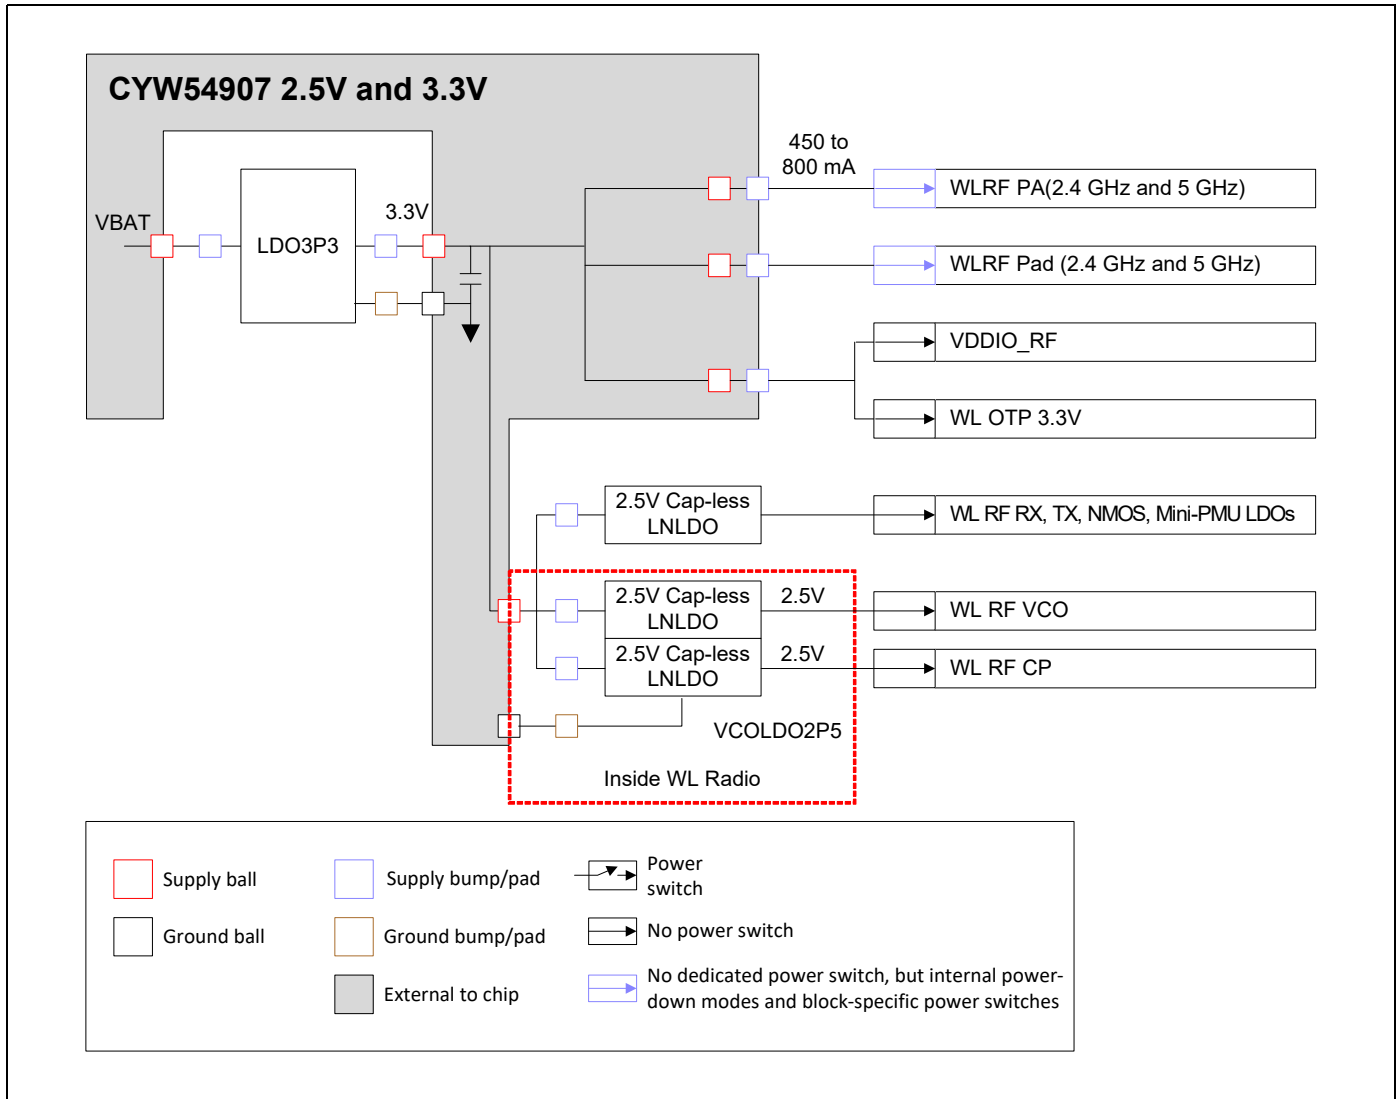 CYW54907 2.5V and 3.3V
450 to
800 mA
WLRF PA(2.4 GHz and 5 GHz)
VBAT
3.3V
LDO3P3
WLRF Pad (2.4 GHz and 5 GHz)
VDDIO_RF
WL OTP 3.3V
2.5V Cap-less
LNLDO
WL RF RX, TX, NMOS, Mini-PMU LDOs
2.5V Cap-less
LNLDO
2.5V
WL RF VCO
2.5V Cap-less
LNLDO
2.5V
WL RF CP
VCOLDO2P5
Inside WL Radio
Supply ball
Supply bump/pad
Power
switch
Ground ball
Ground bump/pad
No power switch
External to chip
No dedicated power switch, but internal power-
down modes and block-specific power switches